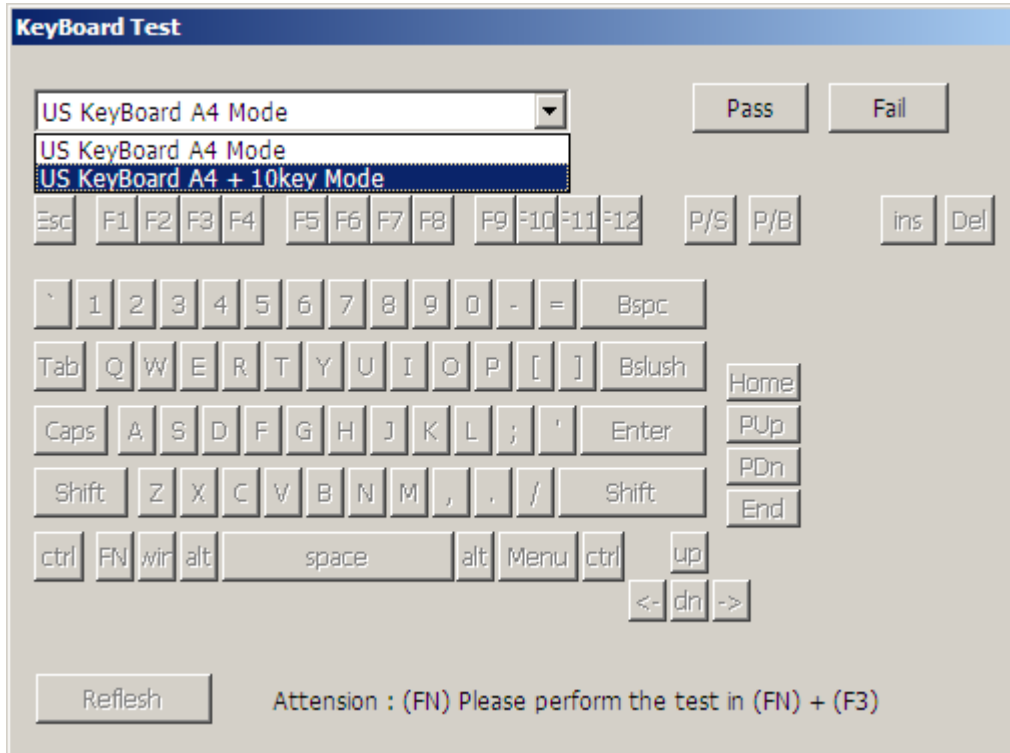 KeyBoard Test
US KeyBoard A4 Mode
Pass Fail
US KeyBoard A4 Mode
US KeyBoard A4 + 10key Mode
Esc F1 F2 F3 F4 F5 F6 F7 F8 F9 F10 F11 F12 P/S P/B ins Del
` 1 2 3 4 5 6 7 8 9 0 - = Bspc
Tab Q W E R T Y U I O P [ ] Bslush
Home
Caps A S D F G H J K L ; ' Enter PUp
PDn
Shift Z X C V B N M , . / Shift
End
ctrl FN win alt space alt Menu ctrl up
<- dn ->
Reflesh Attension : (FN) Please perform the test in (FN) + (F3)